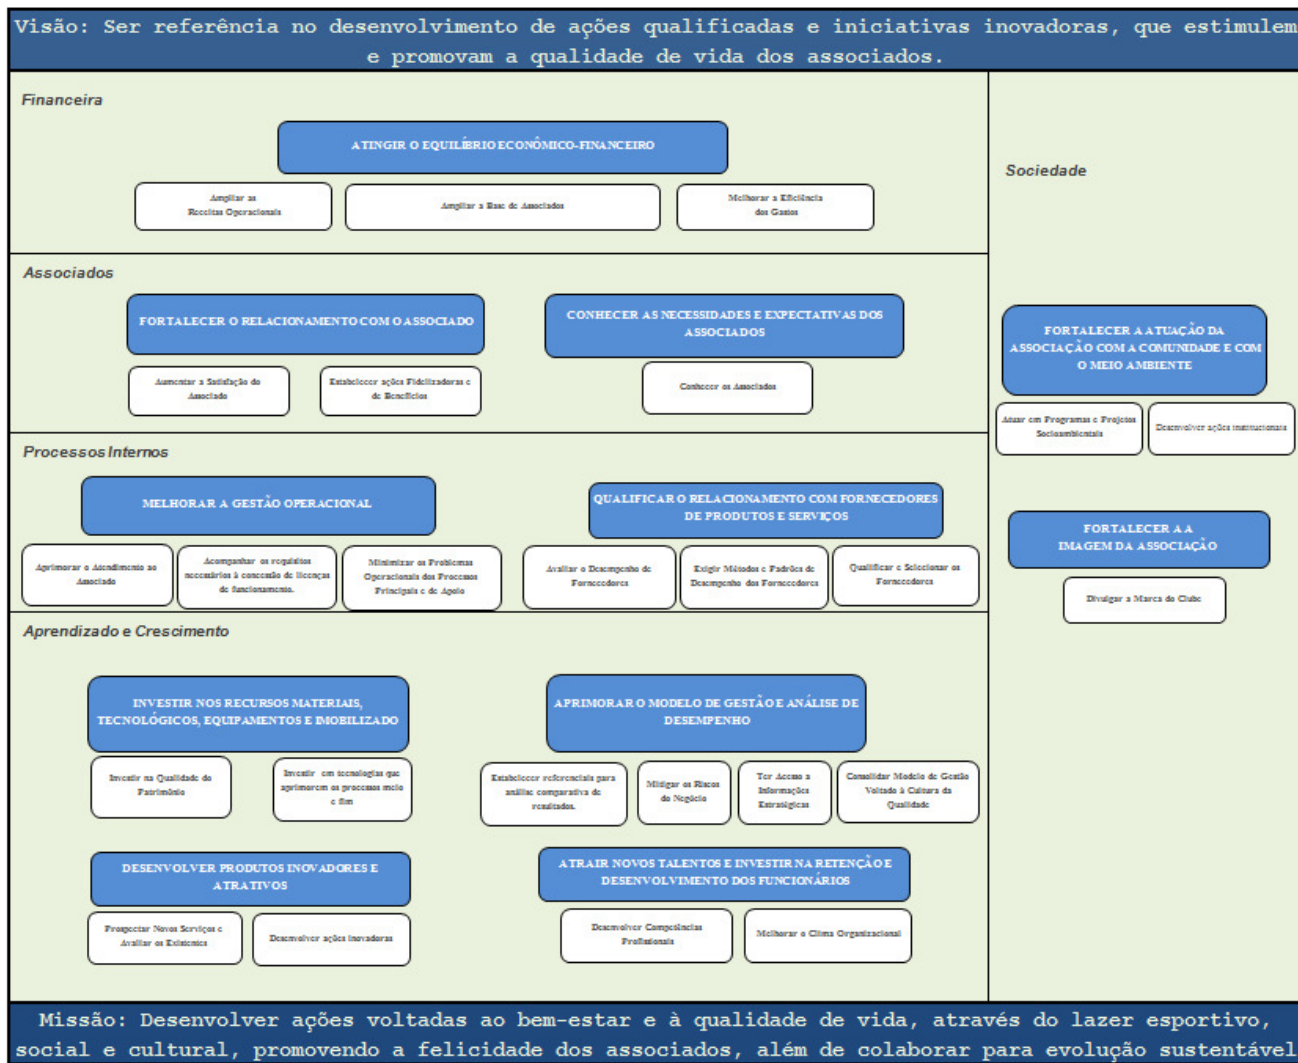 Visão: Ser referência no desenvolvimento de ações qualificadas e iniciativas inovadoras, que estimulem
e promovam a qualidade de vida dos associados.
Financeira
ATINGIR O EQUILÍBRIO ECONÔMICO-FINANCEIRO
Ampliar as
Receitas Operacionais
Ampliar a Base de Associados
Melhorar a Eficiência
dos Gastos
Associados
FORTALECER O RELACIONAMENTO COM O ASSOCIADO
Aumentar a Satisfação do
Associado
Estabelecer ações Fidelizadoras e
de Benefícios
CONHECER AS NECESSIDADES E EXPECTATIVAS DOS
ASSOCIADOS
Conhecer os Associados
Processos Internos
MELHORAR A GESTÃO OPERACIONAL
Aprimorar o Atendimento ao
Associado
Acompanhar os requisitos
necessários à concessão de licenças
de funcionamento.
Minimizar os Problemas
Operacionais dos Processos
Principais e de Apoio
QUALIFICAR O RELACIONAMENTO COM FORNECEDORES
DE PRODUTOS E SERVIÇOS
Avaliar o Desempenho de
Fornecedores
Exigir Métodos e Padrões de
Desempenho dos Fornecedores
Qualificar e Selecionar os
Fornecedores
Aprendizado e Crescimento
INVESTIR NOS RECURSOS MATERIAIS,
TECNOLÓGICOS, EQUIPAMENTOS E IMOBILIZADO
Investir na Qualidade do
Patrimônio
Investir em tecnologias que
aprimorem os processos meio
e fim
APRIMORAR O MODELO DE GESTÃO E ANÁLISE DE
DESEMPENHO
Estabelecer referenciais para
análise comparativa de
resultados.
Mitigar os Riscos
do Negócio
Ter Acesso a
Informações
Estratégicas
Consolidar Modelo de Gestão
Voltado à Cultura da
Qualidade
DESENVOLVER PRODUTOS INOVADORES E
ATRATIVOS
Prospectar Novos Serviços e
Avaliar os Existentes
Desenvolver ações inovadoras
ATRAIR NOVOS TALENTOS E INVESTIR NA RETENÇÃO E
DESENVOLVIMENTO DOS FUNCIONÁRIOS
Desenvolver Competências
Profissionais
Melhorar o Clima Organizacional
Sociedade
FORTALECER A ATUAÇÃO DA
ASSOCIAÇÃO COM A COMUNIDADE E COM
O MEIO AMBIENTE
Atuar em Programas e Projetos
Socioambientais
Desenvolver ações institucionais
FORTALECER A A
IMAGEM DA ASSOCIAÇÃO
Divulgar a Marca do Clube
Missão: Desenvolver ações voltadas ao bem-estar e à qualidade de vida, através do lazer esportivo,
social e cultural, promovendo a felicidade dos associados, além de colaborar para evolução sustentável